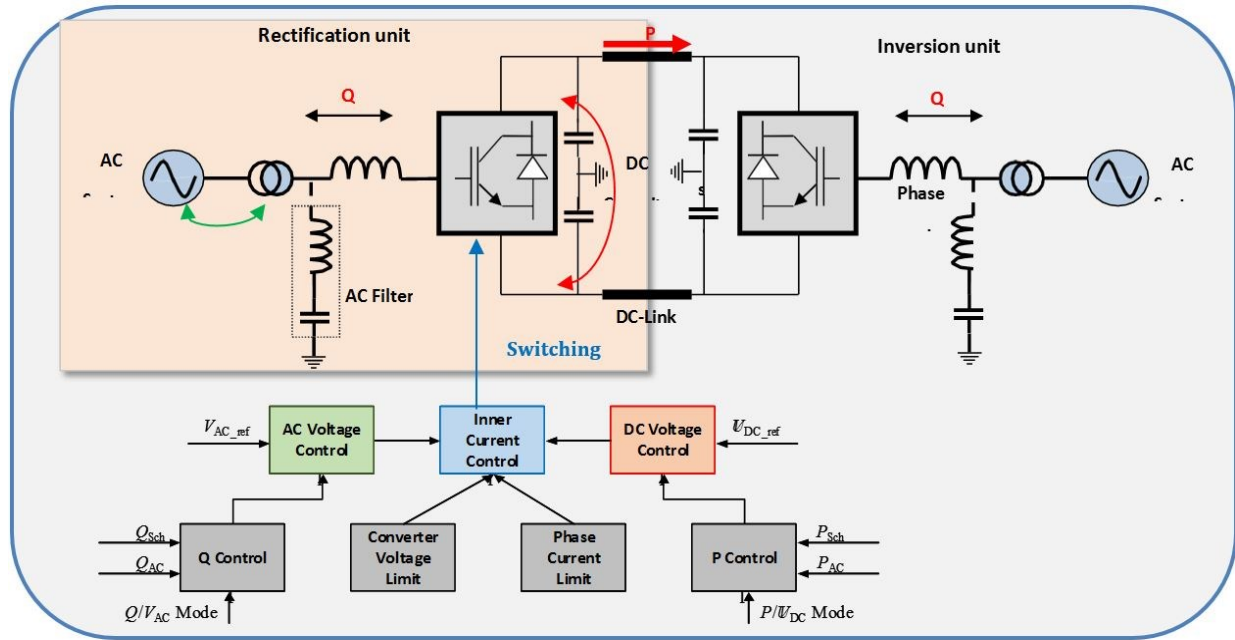 Rectification unit
P
Inversion unit
Q
Q
AC
DC
AC
s
Phase
AC Filter
DC-Link
Switching
V_AC_ref
AC Voltage
Control
Inner
Current
Control
DC Voltage
Control
U_DC_ref
Q_Sch
Q_AC
Q Control
Converter
Voltage
Limit
Phase
Current Limit
P Control
P_Sch
P_AC
Q/V_AC Mode
P/U_DC Mode